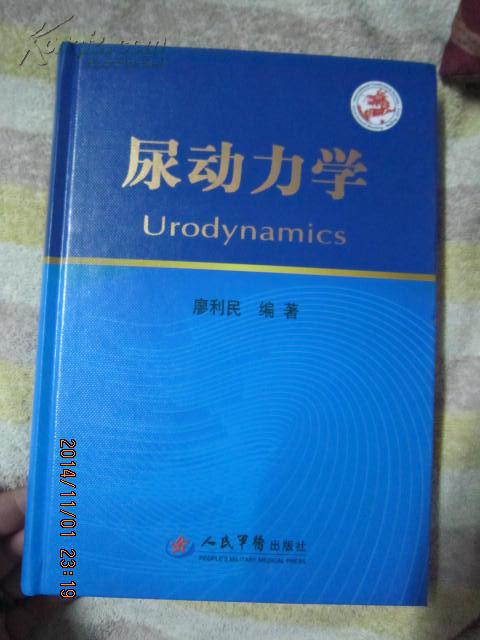 尿动力学
Urodynamics
廖利民 编著
人民军医出版社
PEOPLE'S MILITARY MEDICAL PRESS
2014/11/01 23:19